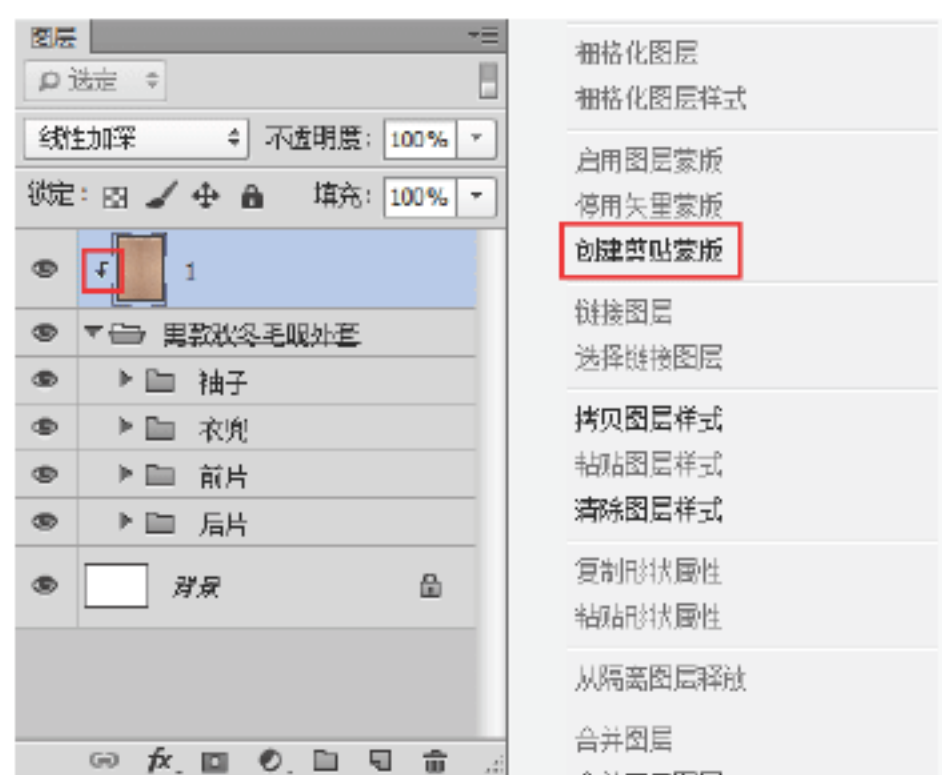 图层
选定
线性加深 不透明度: 100%
锁定: 填充: 100%
1
男款秋冬毛呢外套
袖子
衣兜
前片
后片
背景
fx
栅格化图层
栅格化图层样式
启用图层蒙版
停用矢量蒙版
创建剪贴蒙版
链接图层
选择链接图层
拷贝图层样式
粘贴图层样式
清除图层样式
复制形状属性
粘贴形状属性
从隔离图层释放
合并图层